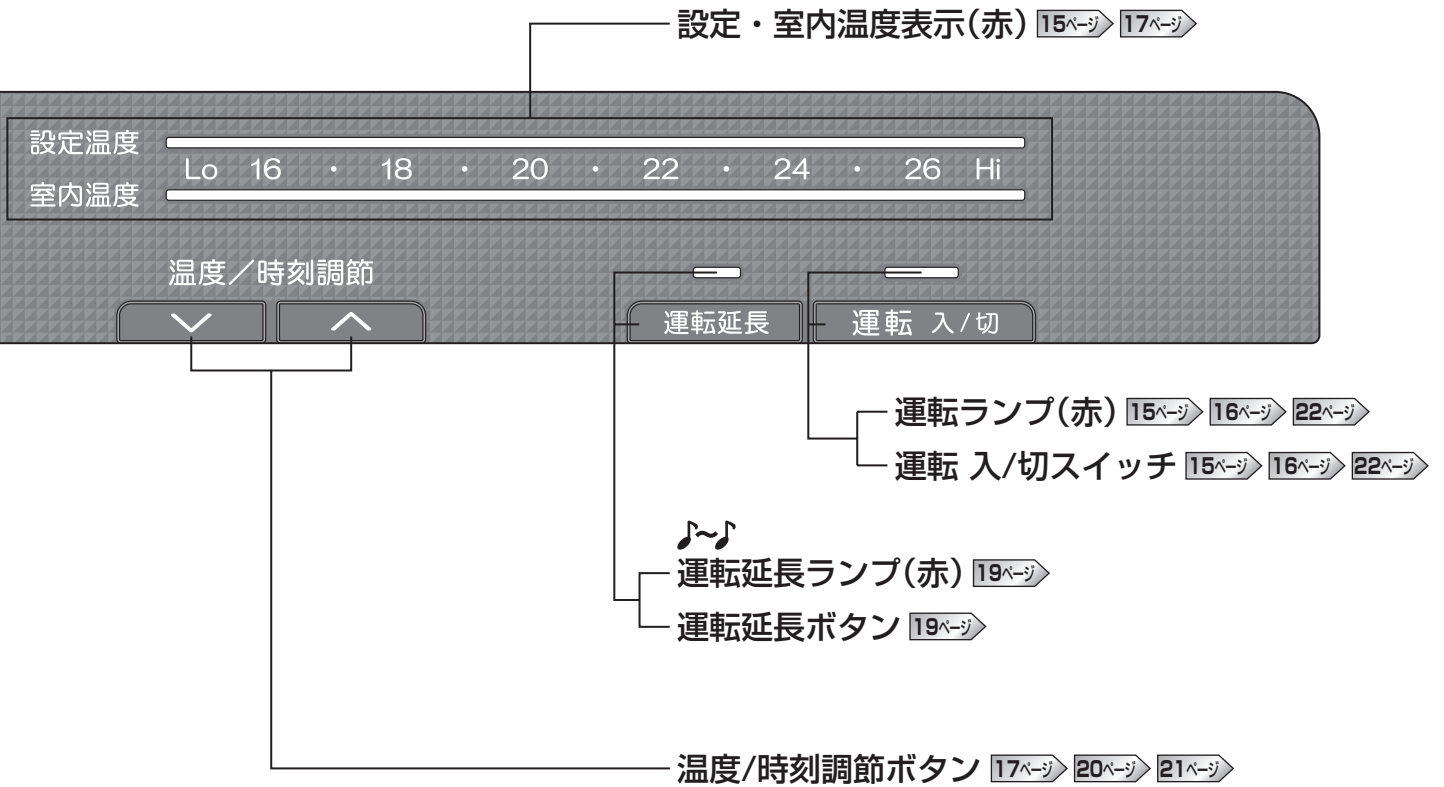 設定・室内温度表示(赤) 15ページ 17ページ
設定温度
Lo 16 ・ 18 ・ 20 ・ 22 ・ 24 ・ 26 Hi
室内温度
温度／時刻調節
運転延長 運転 入/切
運転ランプ(赤) 15ページ 16ページ 22ページ
運転 入/切スイッチ 15ページ 16ページ 22ページ
♪〜♪
運転延長ランプ(赤) 19ページ
運転延長ボタン 19ページ
温度/時刻調節ボタン 17ページ 20ページ 21ページ